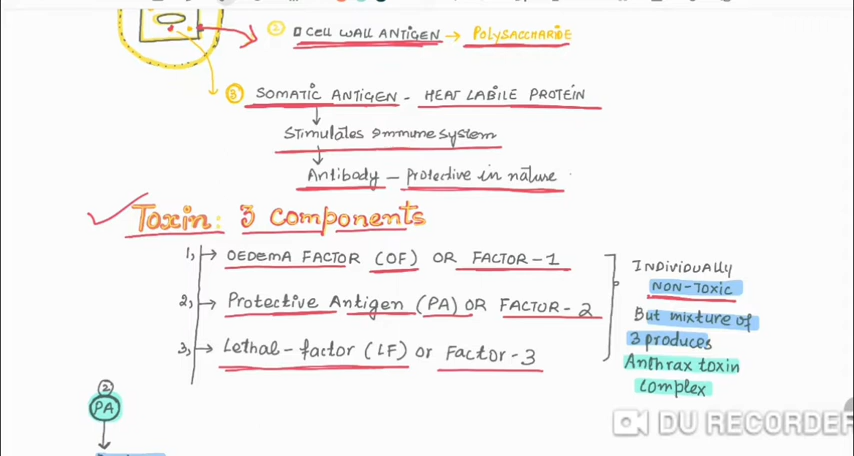 ② CELL WALL ANTIGEN → POLYSACCHARIDE
③ SOMATIC ANTIGEN - HEAT LABILE PROTEIN
Stimulates immune system
Antibody - protective in nature
Toxin: 3 components
1, → OEDEMA FACTOR (OF) OR FACTOR-1
2, → Protective Antigen (PA) OR FACTOR-2
3, → Lethal-factor (LF) or Factor-3
INDIVIDUALLY
NON-TOXIC
But mixture of
3 produces
Anthrax toxin
complex
②
PA
DU RECORDER